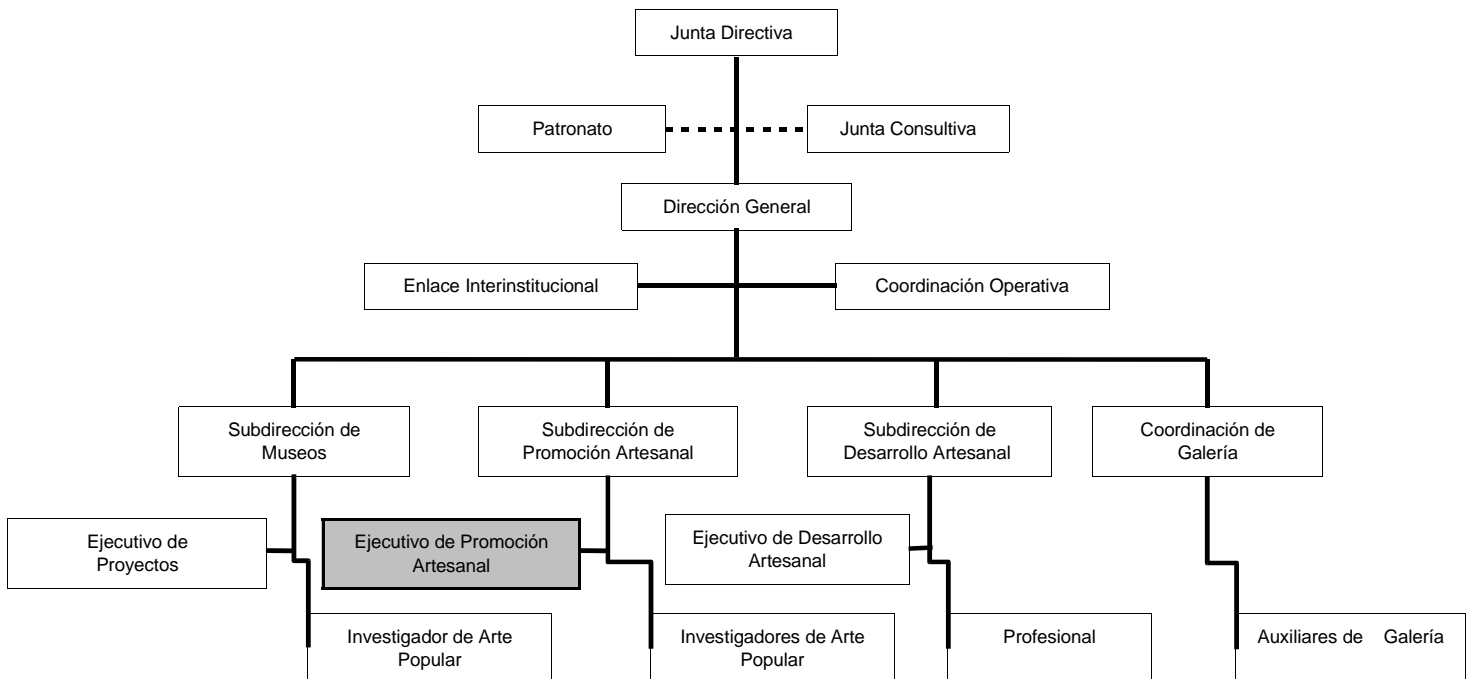 Junta Directiva
Patronato
Junta Consultiva
Dirección General
Enlace Interinstitucional
Coordinación Operativa
Subdirección de
Museos
Subdirección de
Promoción Artesanal
Subdirección de
Desarrollo Artesanal
Coordinación de
Galería
Ejecutivo de
Proyectos
Ejecutivo de Promoción
Artesanal
Ejecutivo de Desarrollo
Artesanal
Investigador de Arte
Popular
Investigadores de Arte
Popular
Profesional
Auxiliares de Galería